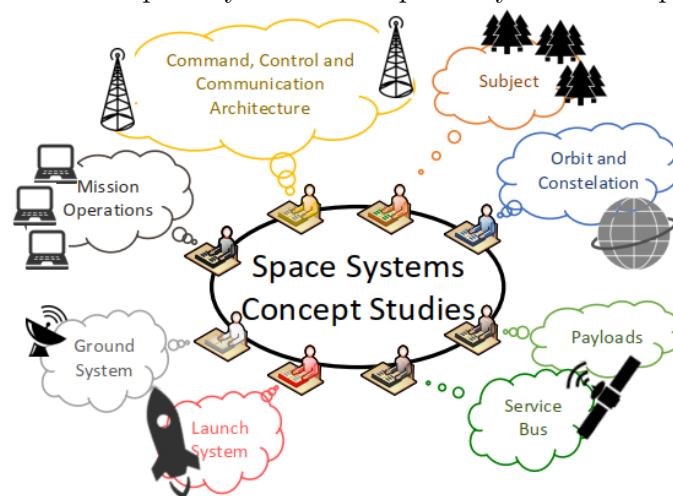 Command, Control and
Communication
Architecture
Subject
Mission
Operations
Orbit and
Constelation
Space Systems
Concept Studies
Ground
System
Payloads
Launch
System
Service
Bus